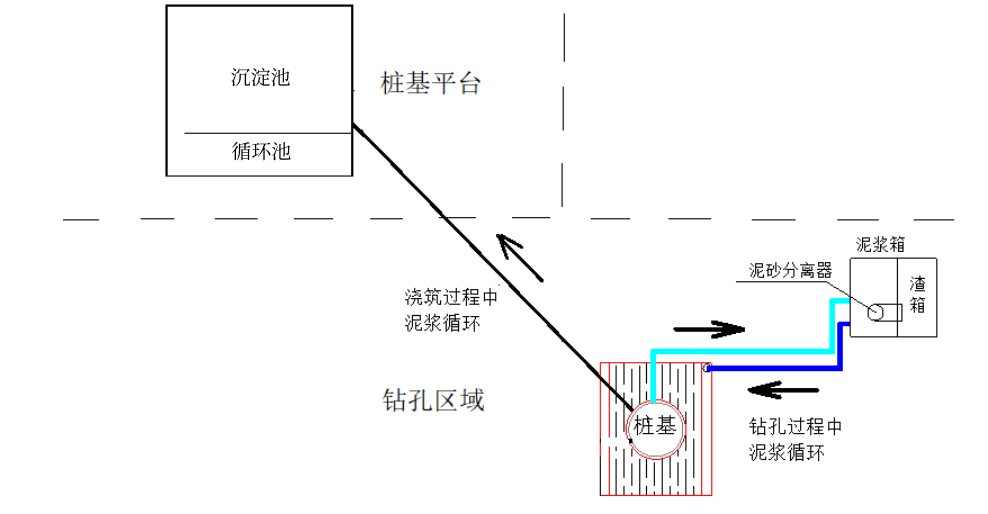 沉淀池
桩基平台
循环池
泥浆箱
泥砂分离器
渣
箱
浇筑过程中
泥浆循环
钻孔区域
桩基
钻孔过程中
泥浆循环